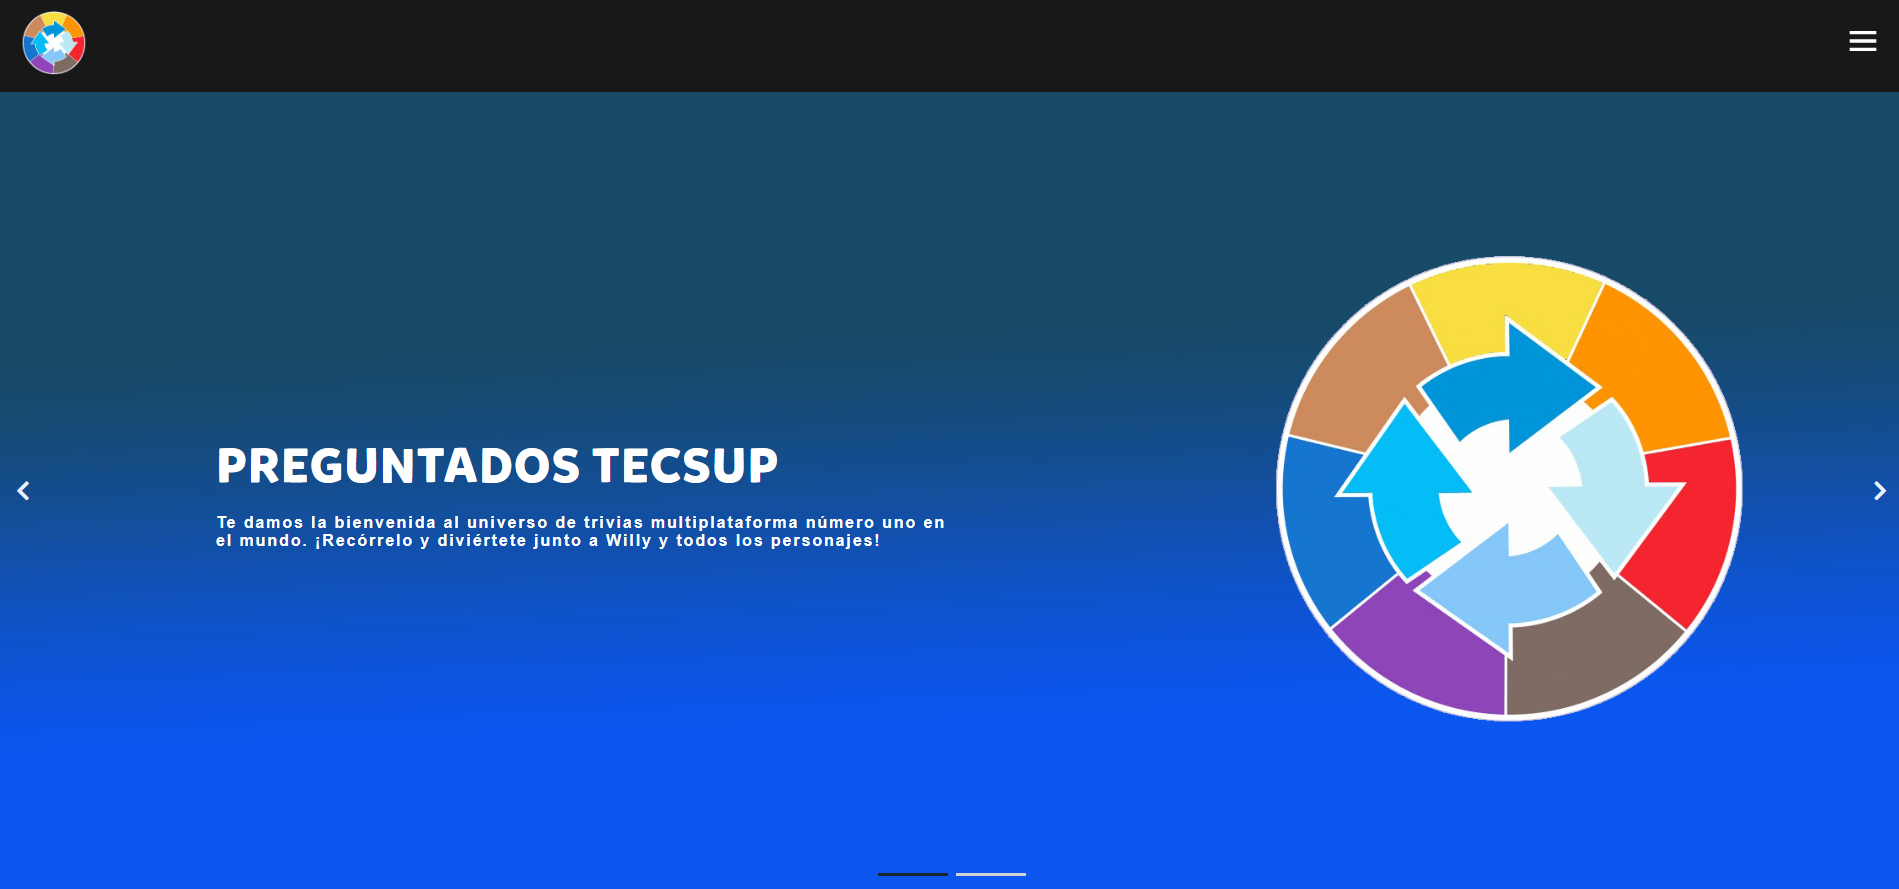 PREGUNTADOS TECSUP
Te damos la bienvenida al universo de trivias multiplataforma número uno en
el mundo. ¡Recórrelo y diviértete junto a Willy y todos los personajes!